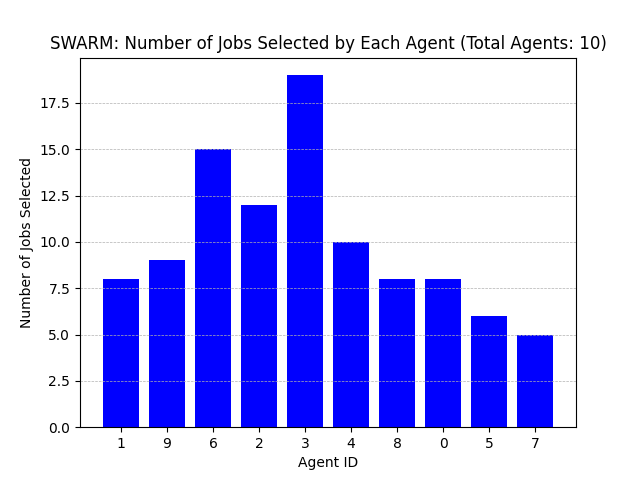 SWARM: Number of Jobs Selected by Each Agent (Total Agents: 10)
Number of Jobs Selected
17.5
15.0
12.5
10.0
7.5
5.0
2.5
0.0
1 9 6 2 3 4 8 0 5 7
Agent ID